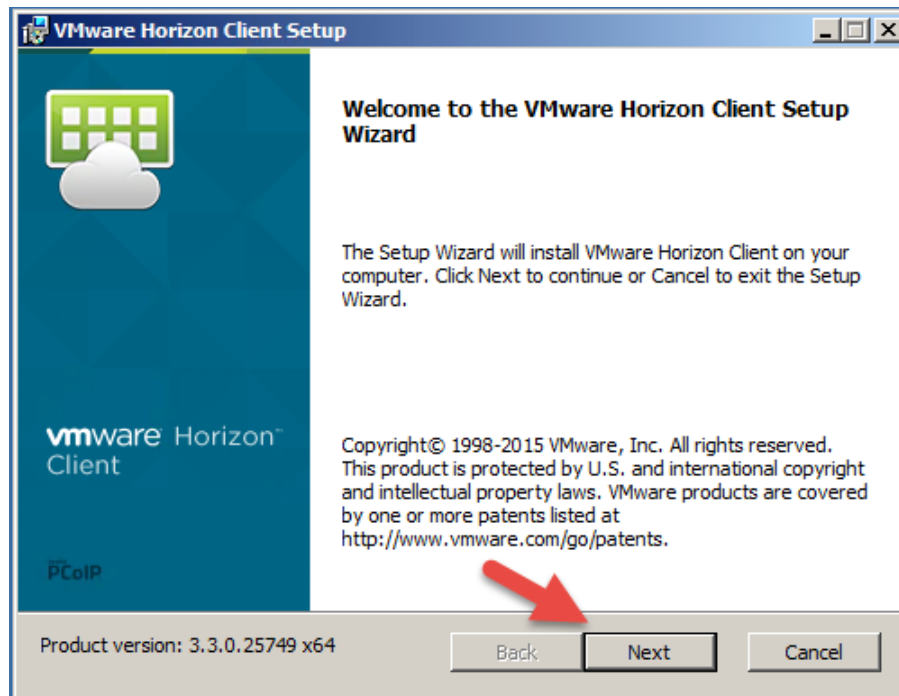 VMware Horizon Client Setup
Welcome to the VMware Horizon Client Setup
Wizard
The Setup Wizard will install VMware Horizon Client on your
computer. Click Next to continue or Cancel to exit the Setup
Wizard.
vmware Horizon™
Client
Copyright© 1998-2015 VMware, Inc. All rights reserved.
This product is protected by U.S. and international copyright
and intellectual property laws. VMware products are covered
by one or more patents listed at
http://www.vmware.com/go/patents.
PCoIP
Product version: 3.3.0.25749 x64
Back
Next
Cancel